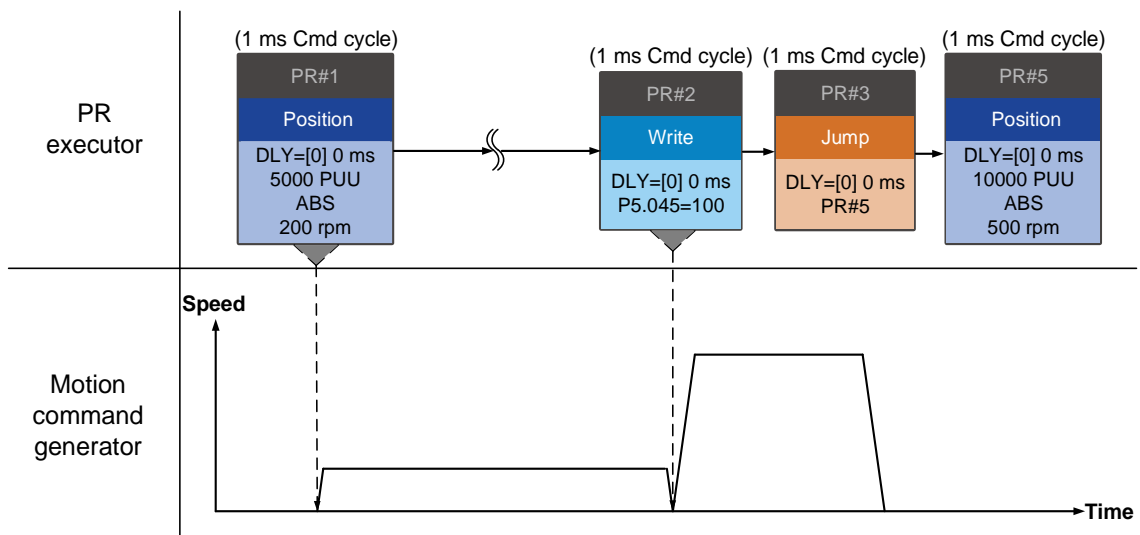 PR
executor
(1 ms Cmd cycle)
PR#1
Position
DLY=[0] 0 ms
5000 PUU
ABS
200 rpm
(1 ms Cmd cycle)
PR#2
Write
DLY=[0] 0 ms
P5.045=100
(1 ms Cmd cycle)
PR#3
Jump
DLY=[0] 0 ms
PR#5
(1 ms Cmd cycle)
PR#5
Position
DLY=[0] 0 ms
10000 PUU
ABS
500 rpm
Motion
command
generator
Speed
Time